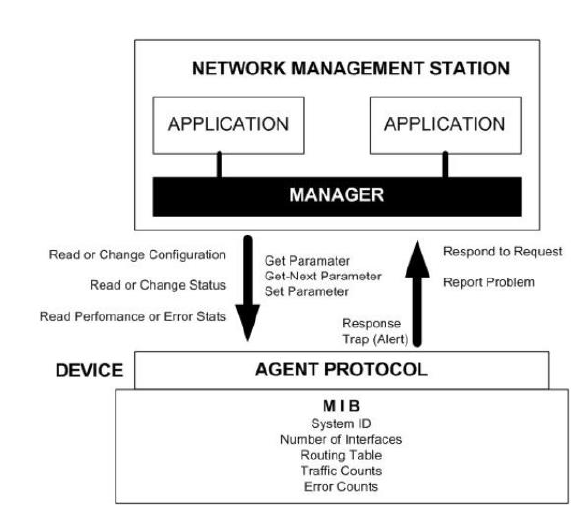 NETWORK MANAGEMENT STATION
APPLICATION
APPLICATION
MANAGER
Read or Change Configuration
Read or Change Status
Read Perfomance or Error Stats
Get Paramater
Get-Next Parameter
Set Parameter
Respond to Request
Report Problem
Response
Trap (Alert)
DEVICE
AGENT PROTOCOL
M I B
System ID
Number of Interfaces
Routing Table
Traffic Counts
Error Counts